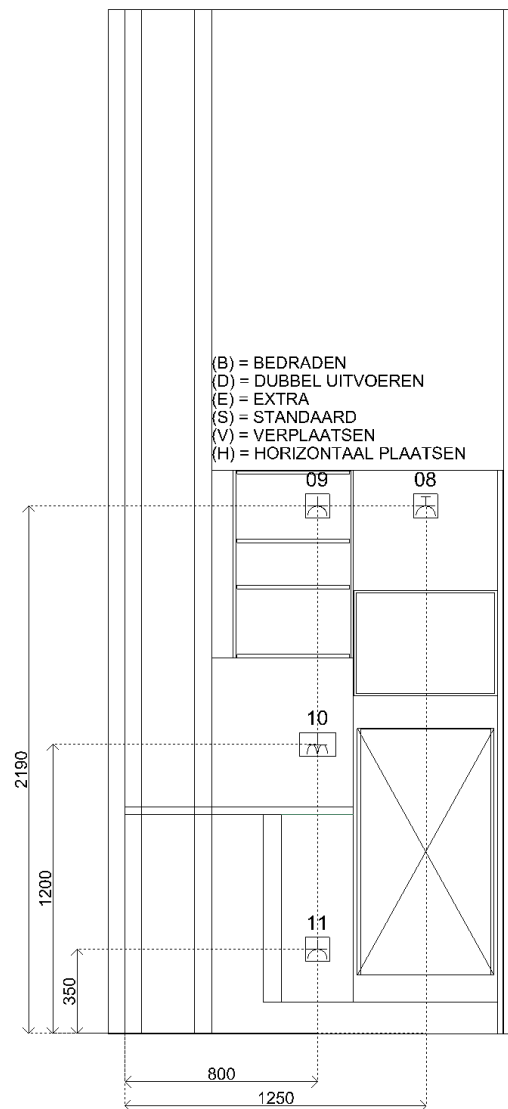 (B) = BEDRADEN
(D) = DUBBEL UITVOEREN
(E) = EXTRA
(S) = STANDAARD
(V) = VERPLAATSEN
(H) = HORIZONTAAL PLAATSEN
09 08
10
2190
1200
11
350
800
1250